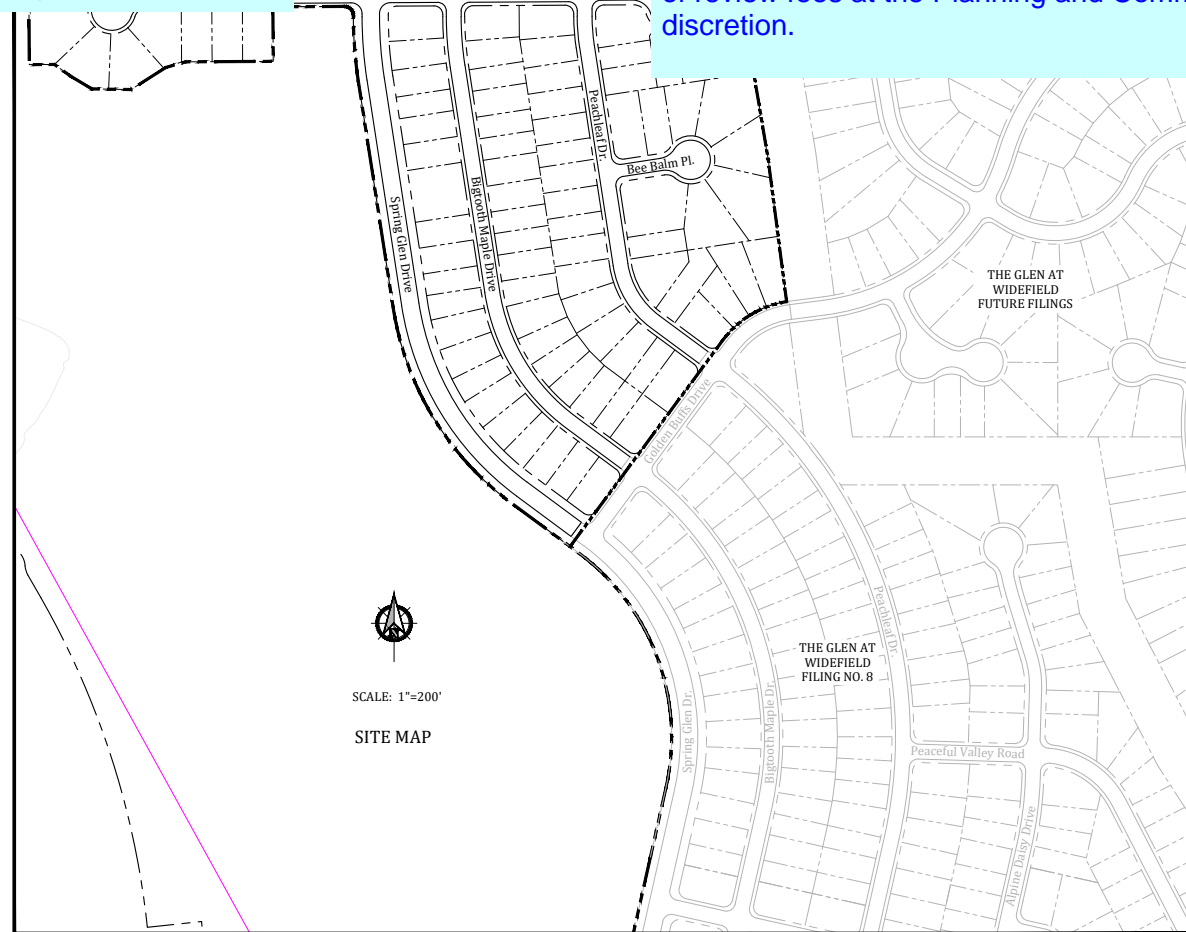 discretion.
Peachleaf Dr.
Bee Balm Pl.
Bigtooth Maple Drive
Spring Glen Drive
THE GLEN AT
WIDEFIELD
FUTURE FILINGS
Golden Buffs Drive
Peachleaf Dr.
THE GLEN AT
WIDEFIELD
FILING NO. 8
N
SCALE: 1"=200'
SITE MAP
Spring Glen Dr.
Bigtooth Maple Dr.
Peaceful Valley Road
Alpine Daisy Drive